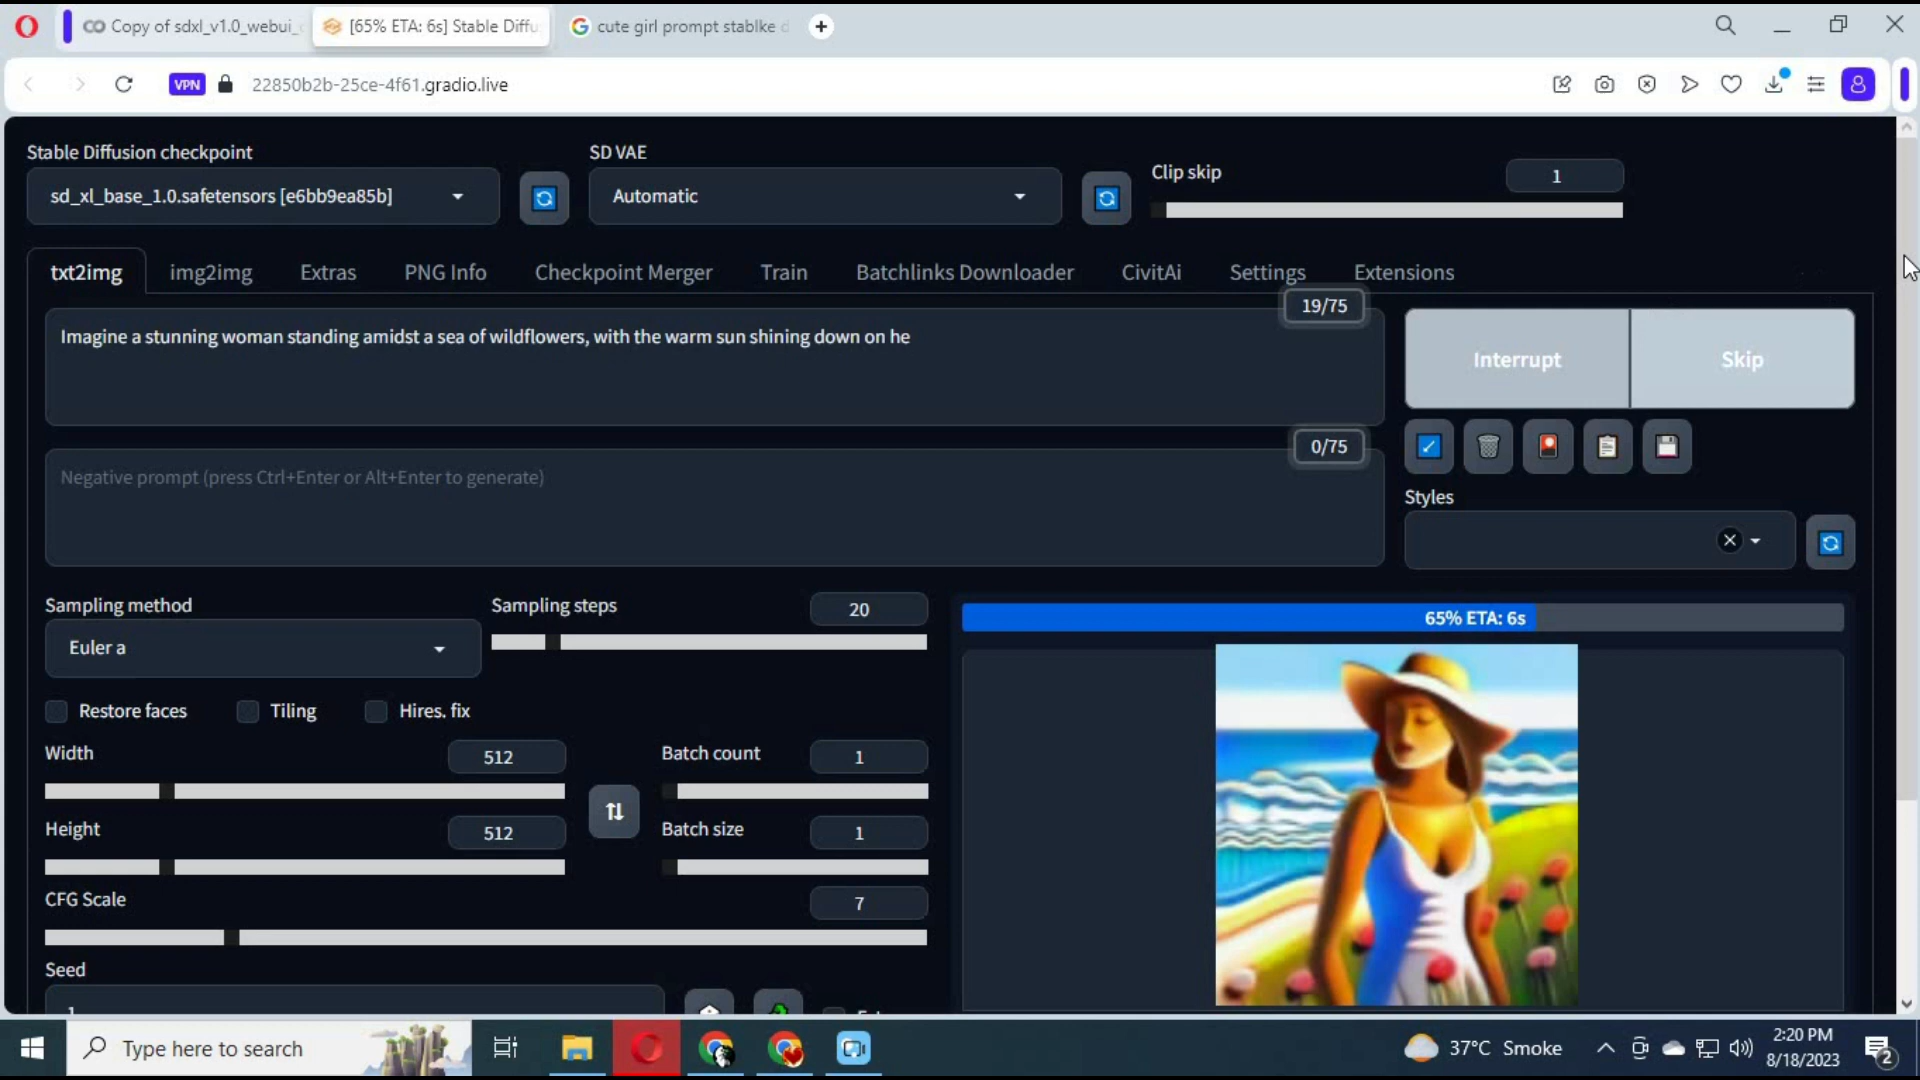 Copy of sdxl_v1.0_webui_
[65% ETA: 6s] Stable Diffu
cute girl prompt stablke d
VPN
22850b2b-25ce-4f61.gradio.live
Stable Diffusion checkpoint
SD VAE
Clip skip
1
sd_xl_base_1.0.safetensors [e6bb9ea85b]
Automatic
txt2img
img2img
Extras
PNG Info
Checkpoint Merger
Train
Batchlinks Downloader
CivitAi
Settings
Extensions
19/75
Imagine a stunning woman standing amidst a sea of wildflowers, with the warm sun shining down on he
Interrupt
Skip
0/75
Negative prompt (press Ctrl+Enter or Alt+Enter to generate)
Styles
Sampling method
Sampling steps
20
Euler a
65% ETA: 6s
Restore faces
Tiling
Hires. fix
Width
512
Batch count
1
Height
512
Batch size
1
CFG Scale
7
Seed
Type here to search
37°C Smoke
2:20 PM
8/18/2023
2